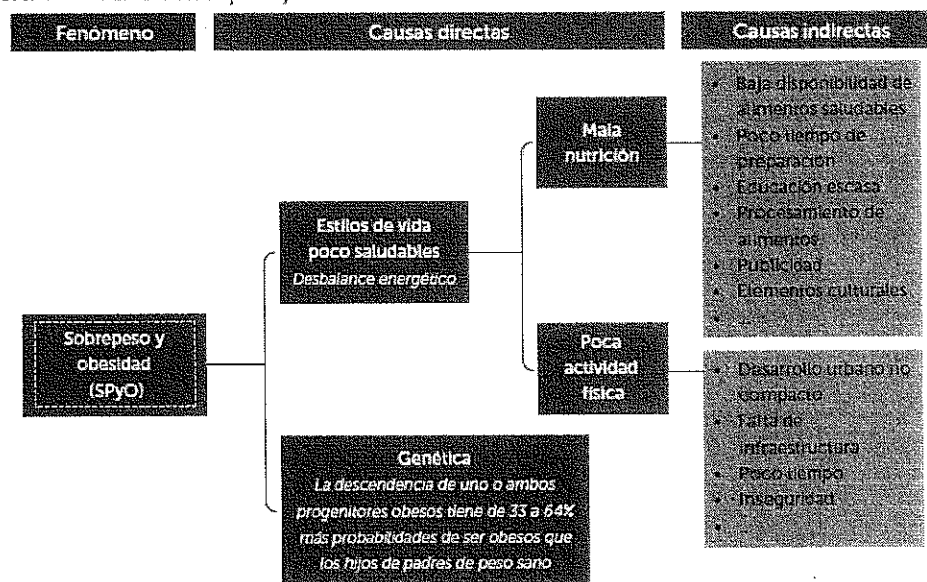 Fenómeno
Causas directas
Causas indirectas
Mala
nutrición
• Baja disponibilidad de
alimentos saludables
• Poco tiempo de
preparación
• Educación escasa
• Procesamiento de
alimentos
• Publicidad
• Elementos culturales
• ...
Estilos de vida
poco saludables
Desbalance energético
Sobrepeso y
obesidad
(SPyO)
Poca
actividad
física
• Desarrollo urbano no
compacto
• Falta de
infraestructura
• Poco tiempo
• Inseguridad
•
Genética
La descendencia de uno o ambos
progenitores obesos tiene de 33 a 64%
más probabilidades de ser obesos que
los hijos de padres de peso sano